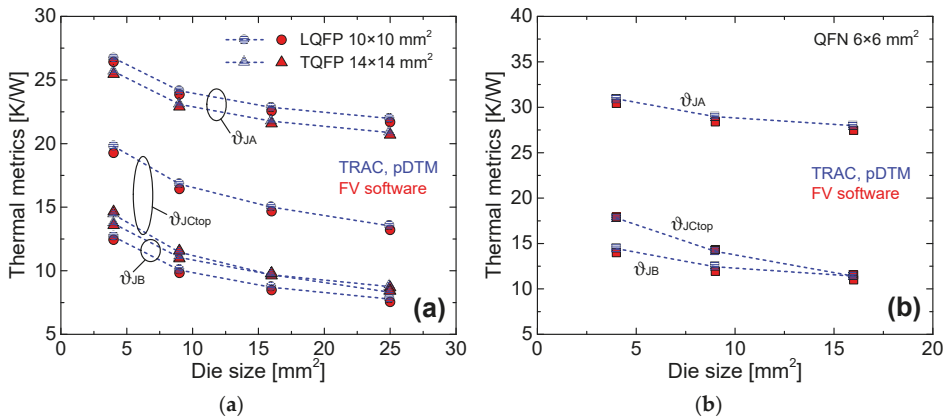 30
25
20
15
10
5
Thermal metrics [K/W]
LQFP 10×10 mm²
TQFP 14×14 mm²
ϑJA
TRAC, pDTM
FV software
ϑJCtop
ϑJB
(a)
0 5 10 15 20 25 30
Die size [mm²]
(a)
40
35
30
25
20
15
10
5
Thermal metrics [K/W]
QFN 6×6 mm²
ϑJA
TRAC, pDTM
FV software
ϑJCtop
ϑJB
(b)
0 5 10 15 20
Die size [mm²]
(b)